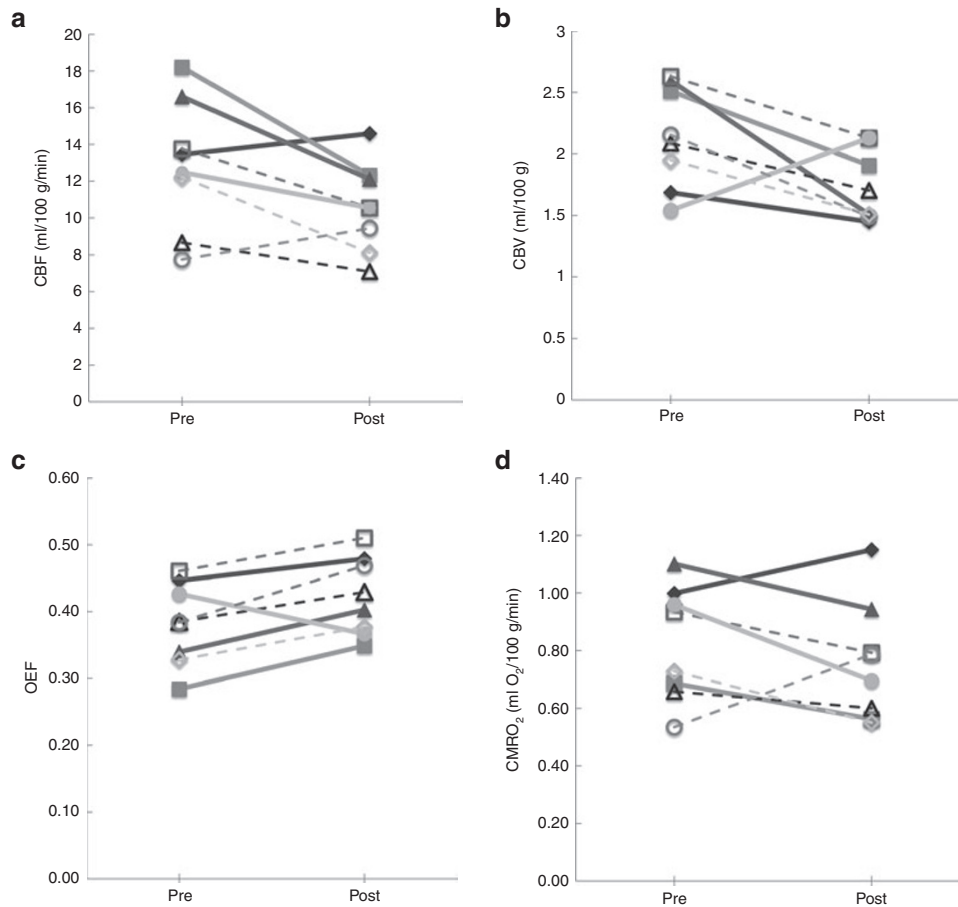 a
CBF (ml/100 g/min)
20
18
16
14
12
10
8
6
4
2
0
Pre Post
b
CBV (ml/100 g)
3
2.5
2
1.5
1
0.5
0
Pre Post
c
OEF
0.60
0.50
0.40
0.30
0.20
0.10
0.00
Pre Post
d
CMRO₂ (ml O₂/100 g/min)
1.40
1.20
1.00
0.80
0.60
0.40
0.20
0.00
Pre Post